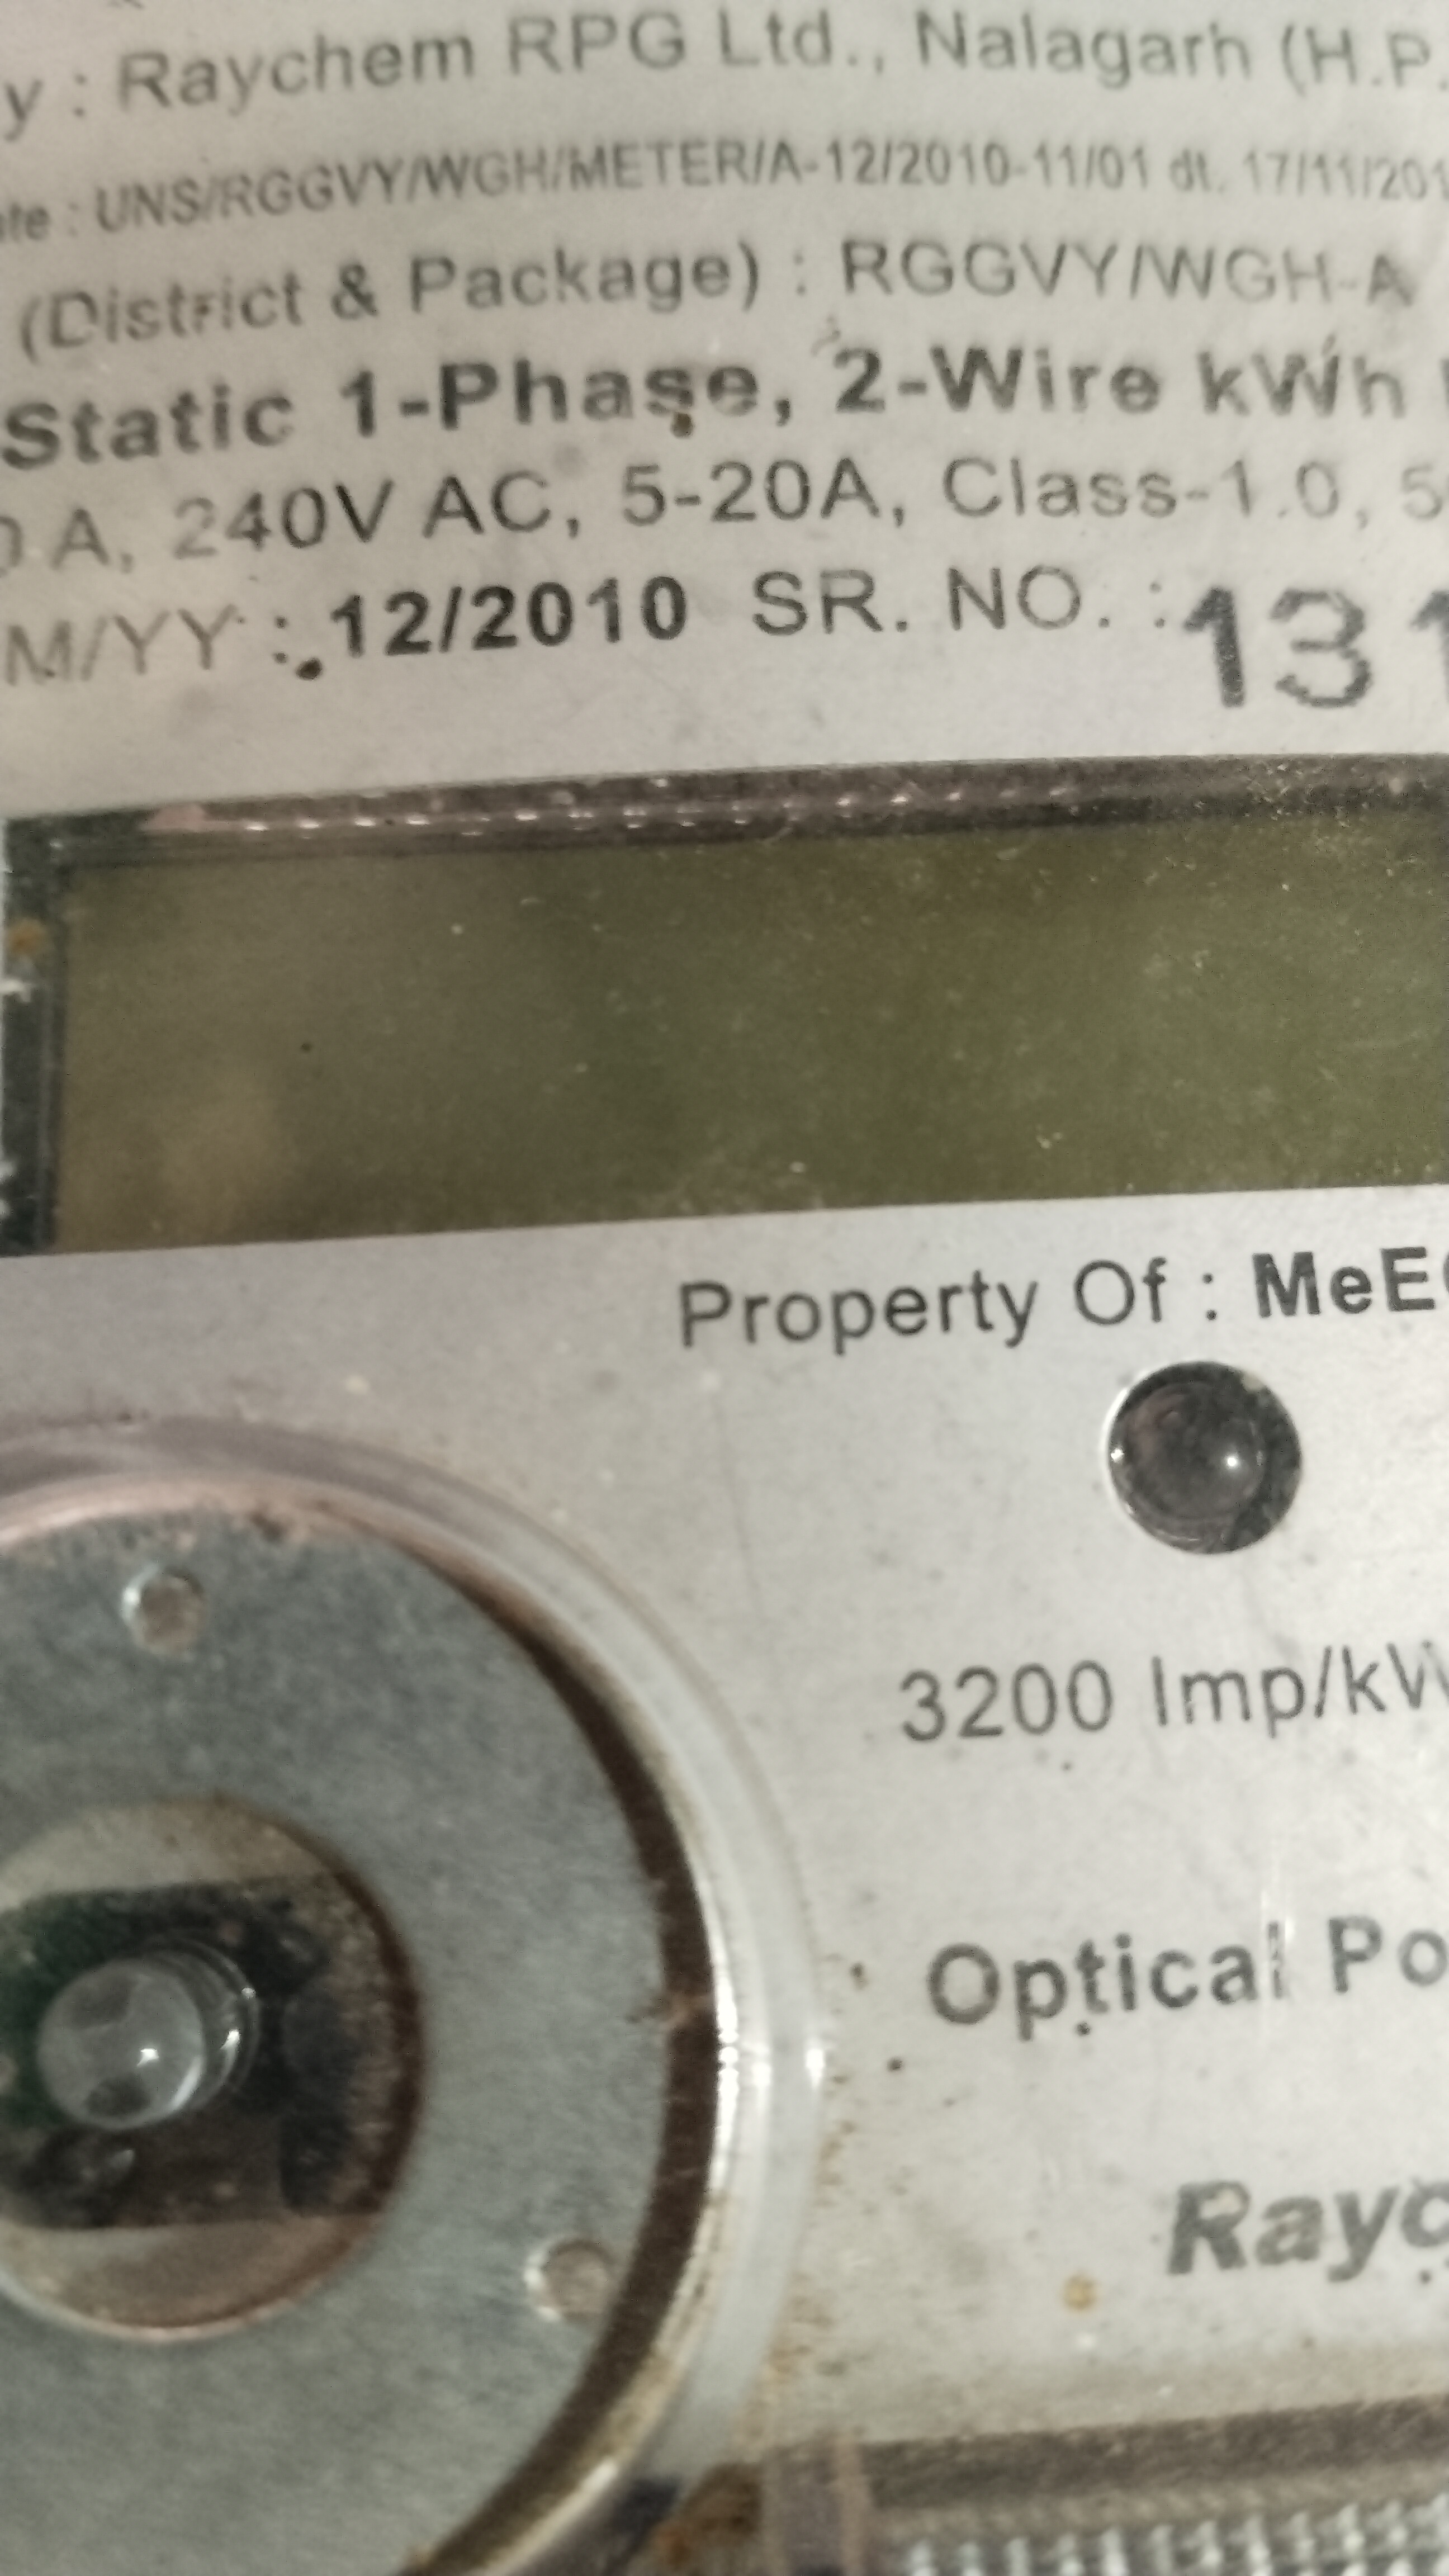 y : Raychem RPG Ltd., Nalagarh (H.P.
ate : UNS/RGGVY/WGH/METER/A-12/2010-11/01 dt. 17/11/201
(District & Package) : RGGVY/WGH-A
Static 1-Phase, 2-Wire kWh
0 A, 240V AC, 5-20A, Class-1.0, 5
M/YY : 12/2010 SR. NO. : 131
Property Of : MeE
3200 Imp/kW
Optical Po
Rayc